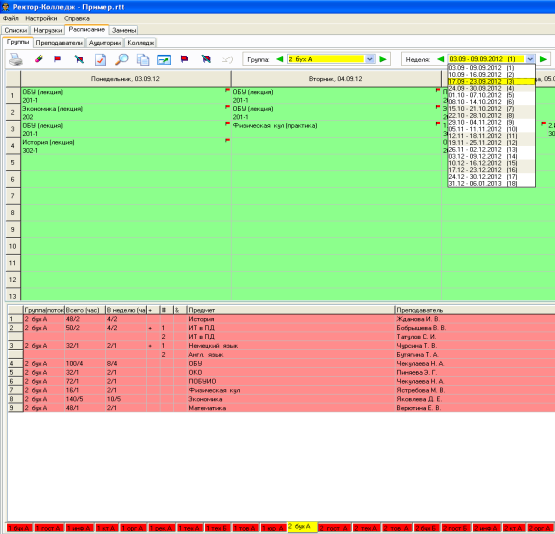 Ректор-Колледж - Пример.rtf
Файл Настройки Справка
Списки Нагрузки Расписание Замены
Группы Преподаватели Аудитории Колледж
Группа: 2 бух А Неделя: 03.09 - 09.09.2012 (1)
03.09 - 09.09.2012 (1)
10.09 - 16.09.2012 (2)
17.09 - 23.09.2012 (3)
24.09 - 30.09.2012 (4)
01.10 - 07.10.2012 (5)
08.10 - 14.10.2012 (6)
15.10 - 21.10.2012 (7)
22.10 - 28.10.2012 (8)
29.10 - 04.11.2012 (9)
05.11 - 11.11.2012 (10)
12.11 - 18.11.2012 (11)
19.11 - 25.11.2012 (12)
26.11 - 02.12.2012 (13)
03.12 - 09.12.2012 (14)
10.12 - 16.12.2012 (15)
17.12 - 23.12.2012 (16)
24.12 - 30.12.2012 (17)
31.12 - 06.01.2013 (18)
Понедельник, 03.09.12 Вторник, 04.09.12
1 ОБУ (лекция) ОБУ (лекция)
201-1 201-1
2 Экономика (лекция) ОБУ (лекция)
202 201-1
3 ОБУ (лекция) Физическая кул (практика)
201-1
4 История (лекция)
302-1
5
6
7
8
9
10
11
12
13
Группа|поток Всего (час) В неделю (ча + # & Предмет Преподаватель
1 2 бух А 48/2 4/2 История Жданова И. В.
2 2 бух А 50/2 4/2 + 1 ИТ в ПД Бобрышева В. В.
2 ИТ в ПД Татулов С. И.
3 2 бух А 32/1 2/1 + 1 Немецкий язык Чурсина Т. В.
2 Англ. язык Бутягина Т. А.
4 2 бух А 100/4 8/4 ОБУ Чекулаева Н. А.
5 2 бух А 32/1 2/1 ОКО Пиняева Э. Г.
6 2 бух А 72/1 2/1 ПОБУИО Чекулаева Н. А.
7 2 бух А 16/1 2/1 Физическая кул Ястребова М. В.
8 2 бух А 140/5 10/5 Экономика Яковлева Д. Е.
9 2 бух А 48/1 2/1 Математика Верютина Е. В.
2 бух А